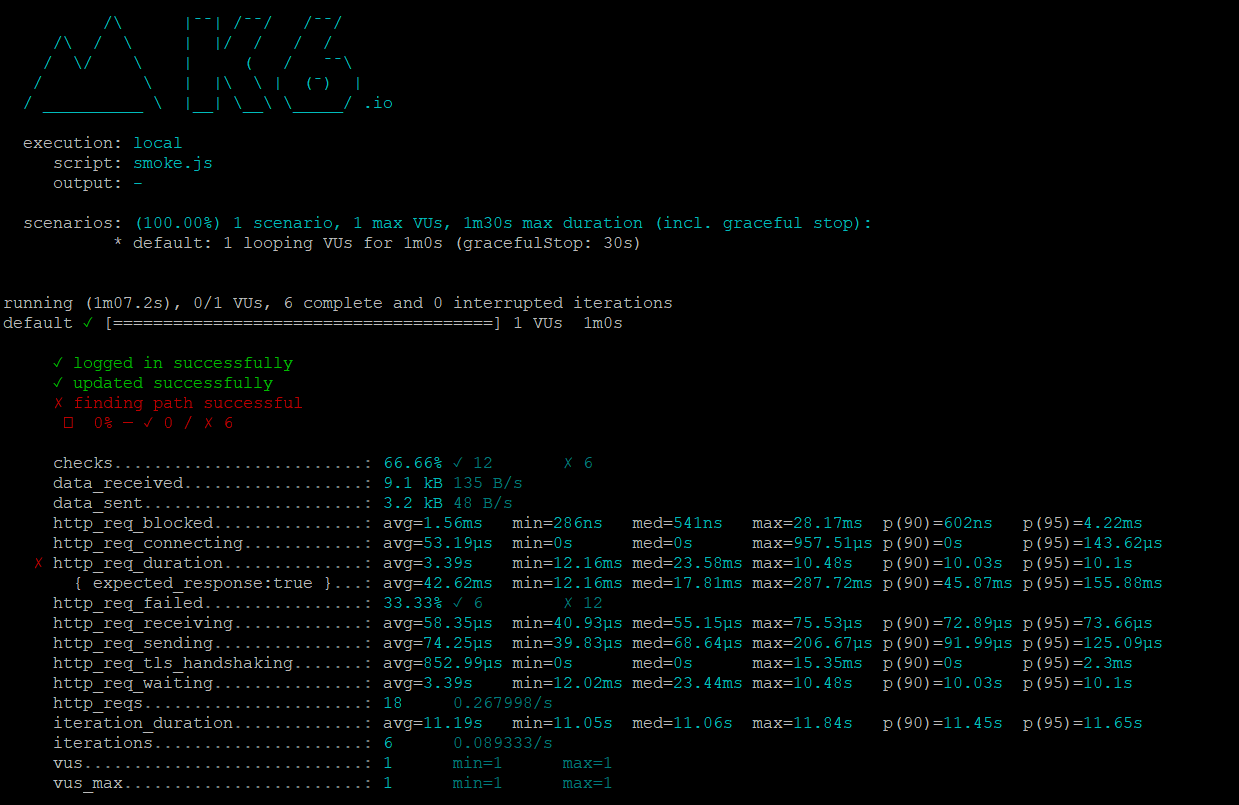 /\      |‾‾| /‾‾/   /‾‾/
/\  /  \     |  |/  /   /  /
/  \/    \    |     (   /   ‾‾\
/          \   |  |\  \ |  (‾)  |
/ __________ \  |__| \__\ \_____/ .io
execution: local
script: smoke.js
output: -
scenarios: (100.00%) 1 scenario, 1 max VUs, 1m30s max duration (incl. graceful stop):
* default: 1 looping VUs for 1m0s (gracefulStop: 30s)
running (1m07.2s), 0/1 VUs, 6 complete and 0 interrupted iterations
default ✓ [======================================] 1 VUs  1m0s
✓ logged in successfully
✓ updated successfully
✗ finding path successful
□  0% — ✓ 0 / ✗ 6
checks.........................: 66.66% ✓ 12       ✗ 6
data_received..................: 9.1 kB 135 B/s
data_sent......................: 3.2 kB 48 B/s
http_req_blocked...............: avg=1.56ms   min=286ns   med=541ns   max=28.17ms  p(90)=602ns   p(95)=4.22ms
http_req_connecting............: avg=53.19µs  min=0s      med=0s      max=957.51µs p(90)=0s      p(95)=143.62µs
✗ http_req_duration..............: avg=3.39s    min=12.16ms med=23.58ms max=10.48s   p(90)=10.03s  p(95)=10.1s
{ expected_response:true }...: avg=42.62ms  min=12.16ms med=17.81ms max=287.72ms p(90)=45.87ms p(95)=155.88ms
http_req_failed................: 33.33% ✓ 6        ✗ 12
http_req_receiving.............: avg=58.35µs  min=40.93µs med=55.15µs max=75.53µs  p(90)=72.89µs p(95)=73.66µs
http_req_sending...............: avg=74.25µs  min=39.83µs med=68.64µs max=206.67µs p(90)=91.99µs p(95)=125.09µs
http_req_tls_handshaking.......: avg=852.99µs min=0s      med=0s      max=15.35ms  p(90)=0s      p(95)=2.3ms
http_req_waiting...............: avg=3.39s    min=12.02ms med=23.44ms max=10.48s   p(90)=10.03s  p(95)=10.1s
http_reqs......................: 18     0.267998/s
iteration_duration.............: avg=11.19s   min=11.05s  med=11.06s  max=11.84s   p(90)=11.45s  p(95)=11.65s
iterations.....................: 6      0.089333/s
vus............................: 1      min=1      max=1
vus_max........................: 1      min=1      max=1